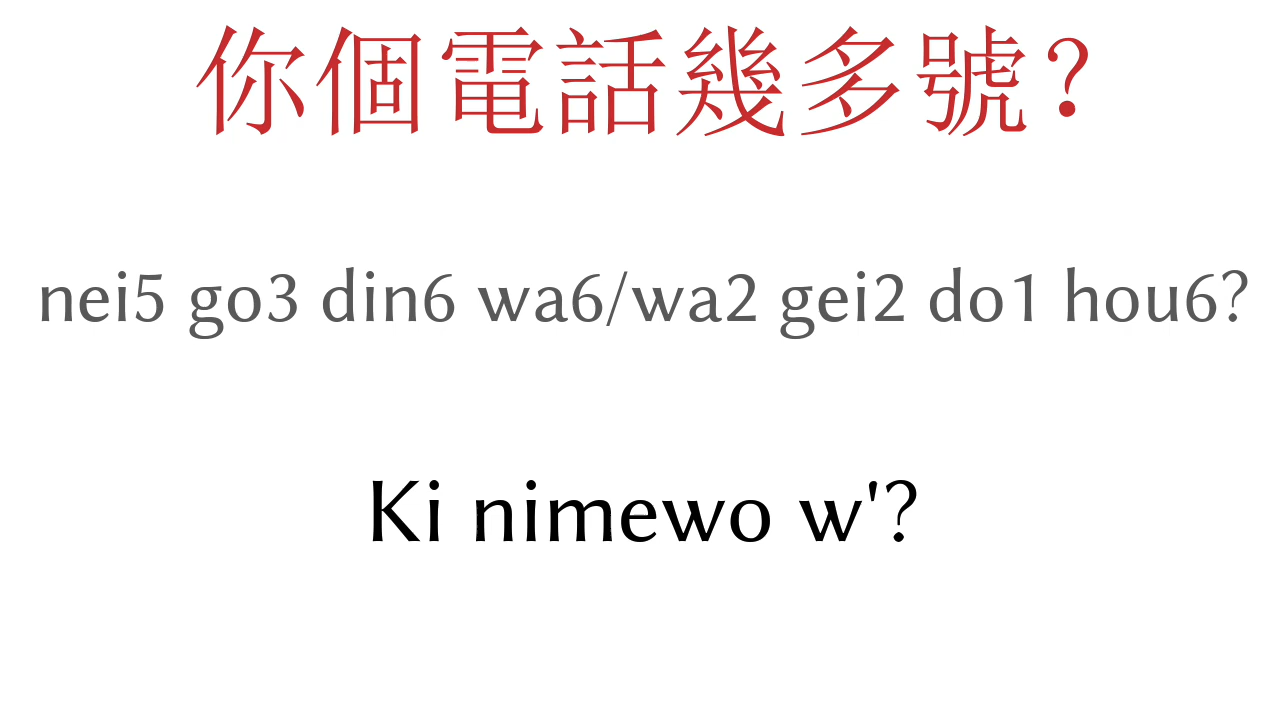 你個電話幾多號？
nei5 go3 din6 wa6/wa2 gei2 do1 hou6?
Ki nimewo w'?